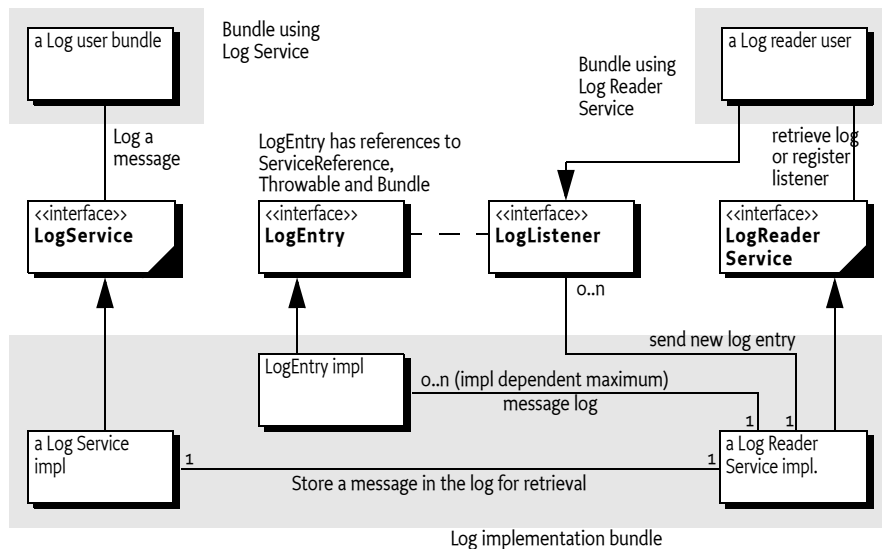 a Log user bundle
Bundle using
Log Service
a Log reader user
Bundle using
Log Reader
Service
Log a
message
LogEntry has references to
ServiceReference,
Throwable and Bundle
retrieve log
or register
listener
<<interface>>
LogService
<<interface>>
LogEntry
<<interface>>
LogListener
<<interface>>
LogReader
Service
0..n
send new log entry
LogEntry impl
0..n (impl dependent maximum)
message log
1
1
a Log Service
impl
1
1
a Log Reader
Service impl.
Store a message in the log for retrieval
Log implementation bundle